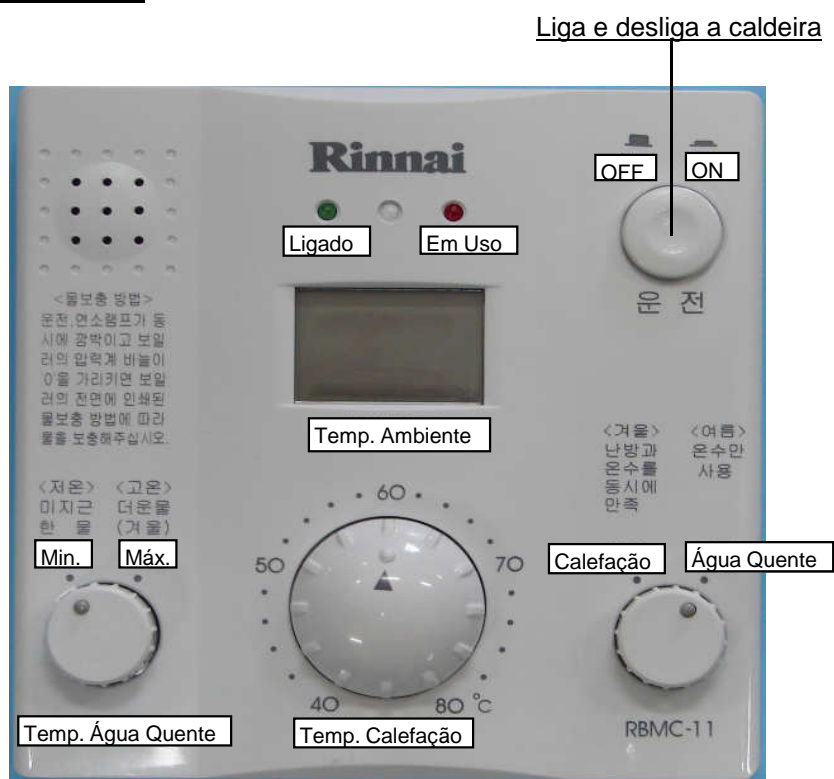 Liga e desliga a caldeira
Rinnai
OFF ON
Ligado Em Uso
운 전
<물보충 방법>
운전,연소램프가 동
시에 깜박이고 보일
러의 압력계 바늘이
'0'을 가리키면 보일
러의 전면에 인쇄된
물보충 방법에 따라
물을 보충해주십시오.
Temp. Ambiente
<겨울> <여름>
난방과 온수만
온수를 사용
동시에
만족
<저온> <고온>
미지근 더운물
한 물 (겨울)
Min. Máx.
60
50 70
40 80 °C
Calefação Água Quente
Temp. Água Quente
Temp. Calefação
RBMC-11